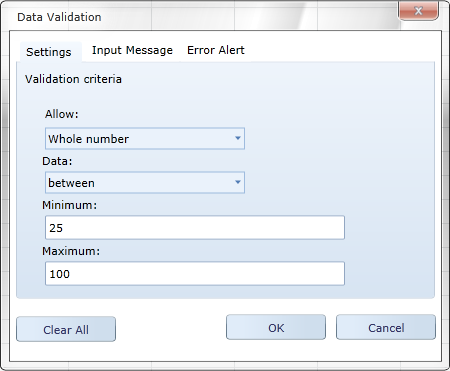 Data Validation
x
Settings Input Message Error Alert
Validation criteria
Allow:
Whole number
Data:
between
Minimum:
25
Maximum:
100
Clear All OK Cancel